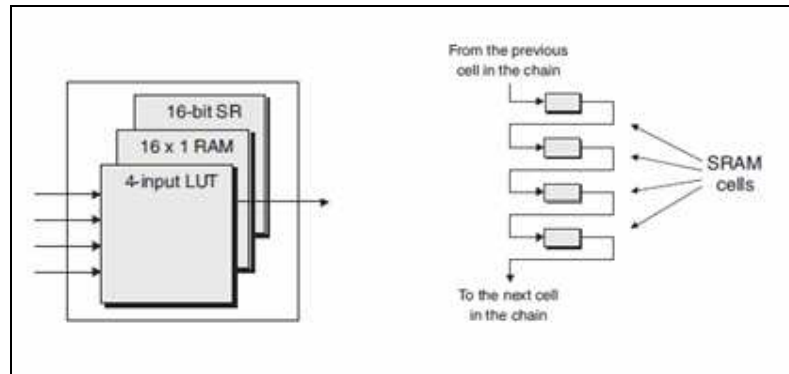 16-bit SR
16 x 1 RAM
4-input LUT
From the previous
cell in the chain
SRAM
cells
To the next cell
in the chain